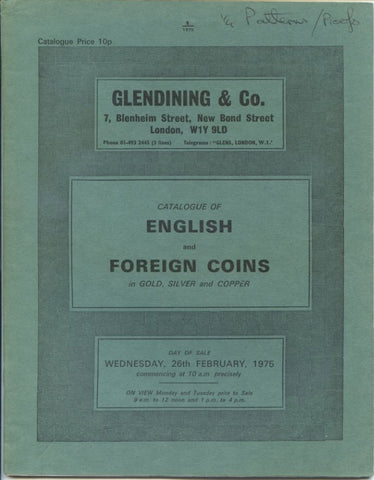 5
1975
¼ Patterns / Proofs
Catalogue Price 10p
GLENDINING & Co.
7, Blenheim Street, New Bond Street
London, W1Y 9LD
Phone 01-493 2445 (3 lines) Telegrams: "GLENS, LONDON, W.1."
CATALOGUE OF
ENGLISH
and
FOREIGN COINS
in GOLD, SILVER and COPPER
DAY OF SALE
WEDNESDAY, 26th FEBRUARY, 1975
commencing at 10 a.m precisely
ON VIEW Monday and Tuesday prior to Sale
9 a.m. to 12 noon and 1 p.m. to 4 p.m.